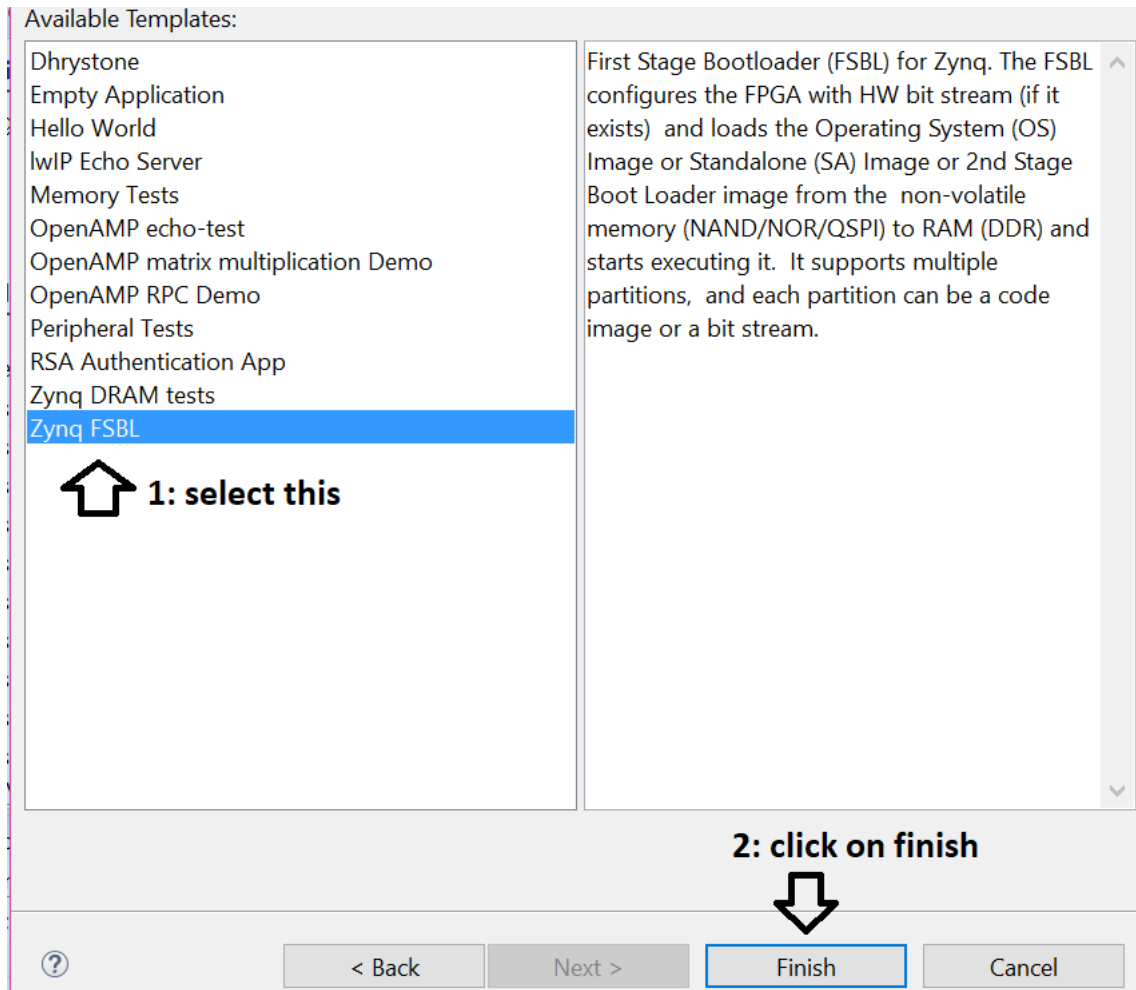 Available Templates:
Dhrystone
Empty Application
Hello World
lwIP Echo Server
Memory Tests
OpenAMP echo-test
OpenAMP matrix multiplication Demo
OpenAMP RPC Demo
Peripheral Tests
RSA Authentication App
Zynq DRAM tests
Zynq FSBL
1: select this
First Stage Bootloader (FSBL) for Zynq. The FSBL
configures the FPGA with HW bit stream (if it
exists)  and loads the Operating System (OS)
Image or Standalone (SA) Image or 2nd Stage
Boot Loader image from the  non-volatile
memory (NAND/NOR/QSPI) to RAM (DDR) and
starts executing it.  It supports multiple
partitions,  and each partition can be a code
image or a bit stream.
2: click on finish
?
< Back
Next >
Finish
Cancel